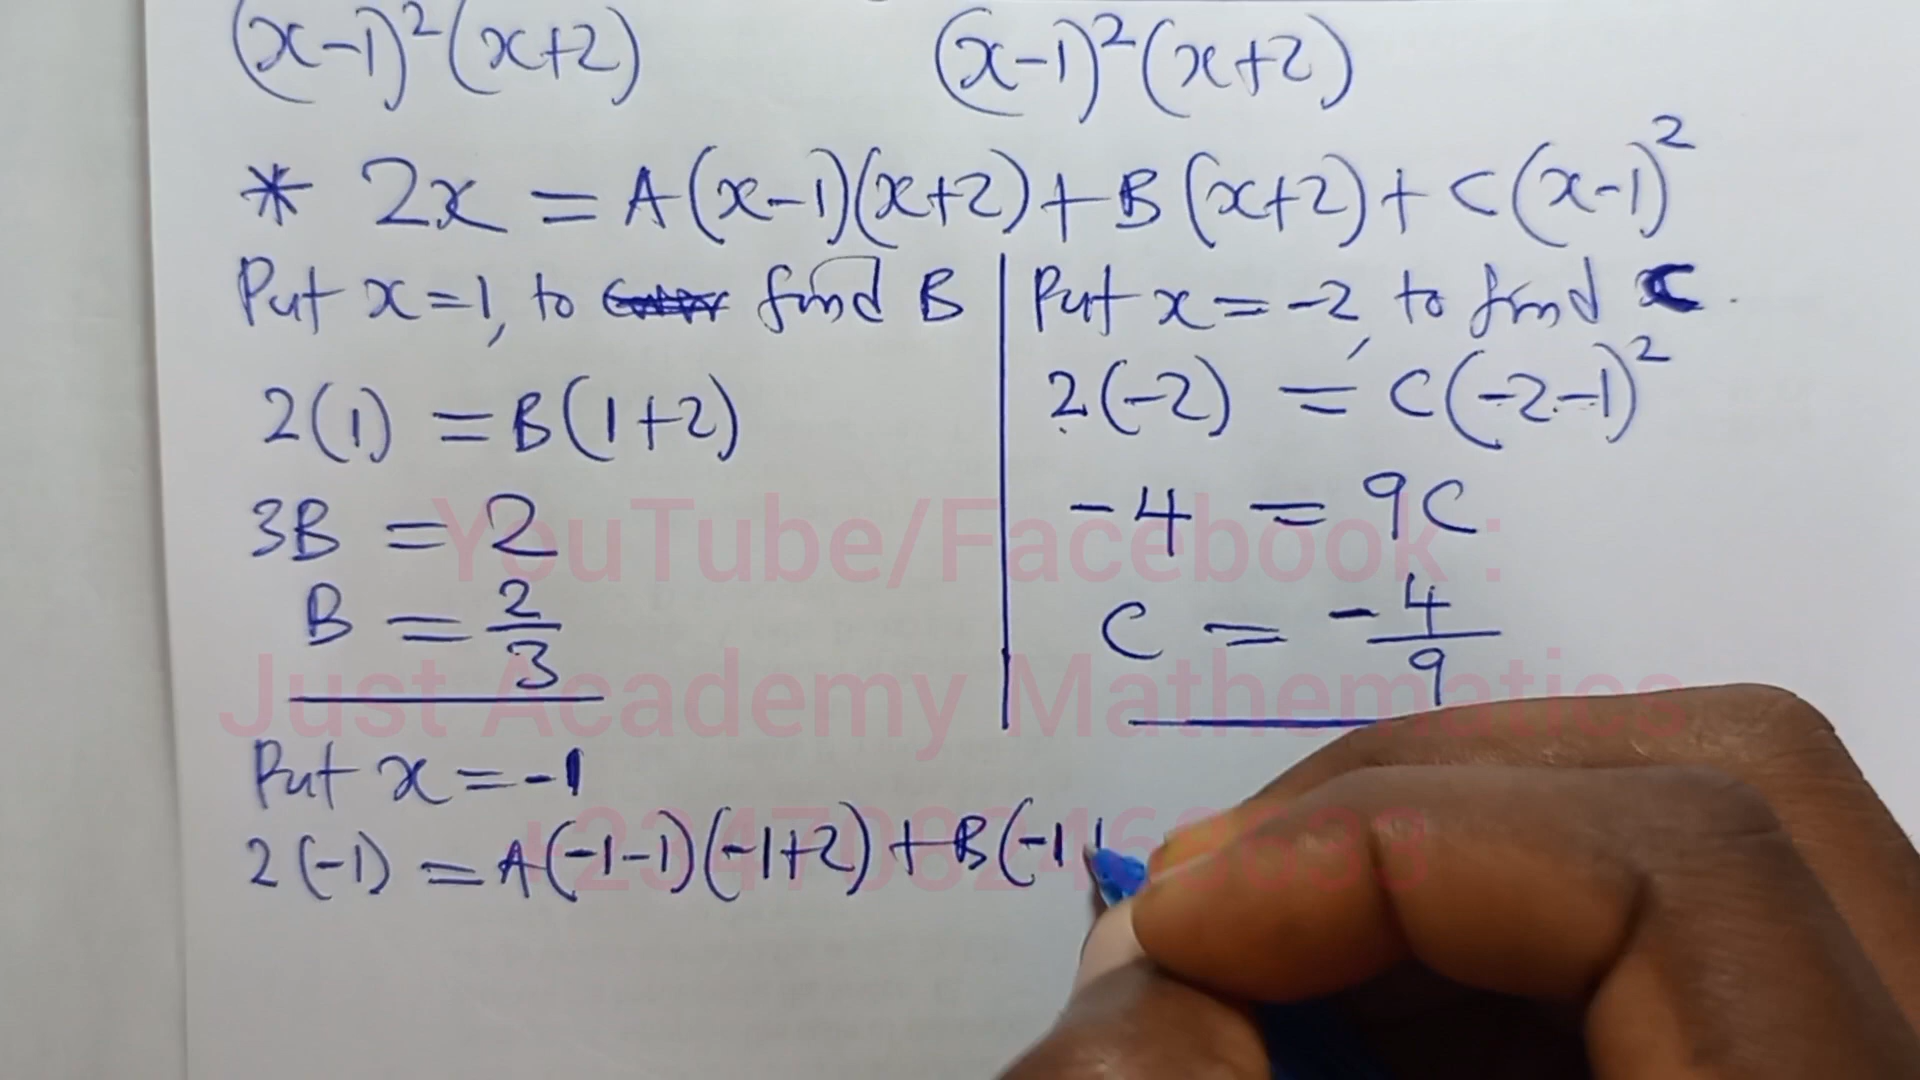 (x-1)²(x+2) (x-1)²(x+2)
* 2x = A(x-1)(x+2)+B(x+2)+C(x-1)²
Put x=1, to find B
2(1) = B(1+2)
3B = 2
B = 2/3
Put x = -2, to find C.
2(-2) = C(-2-1)²
-4 = 9C
C = -4/9
Put x = -1
2(-1) = A(-1-1)(-1+2) + B(-1
YouTube/Facebook :
Just Academy Mathematics
+2347082468638